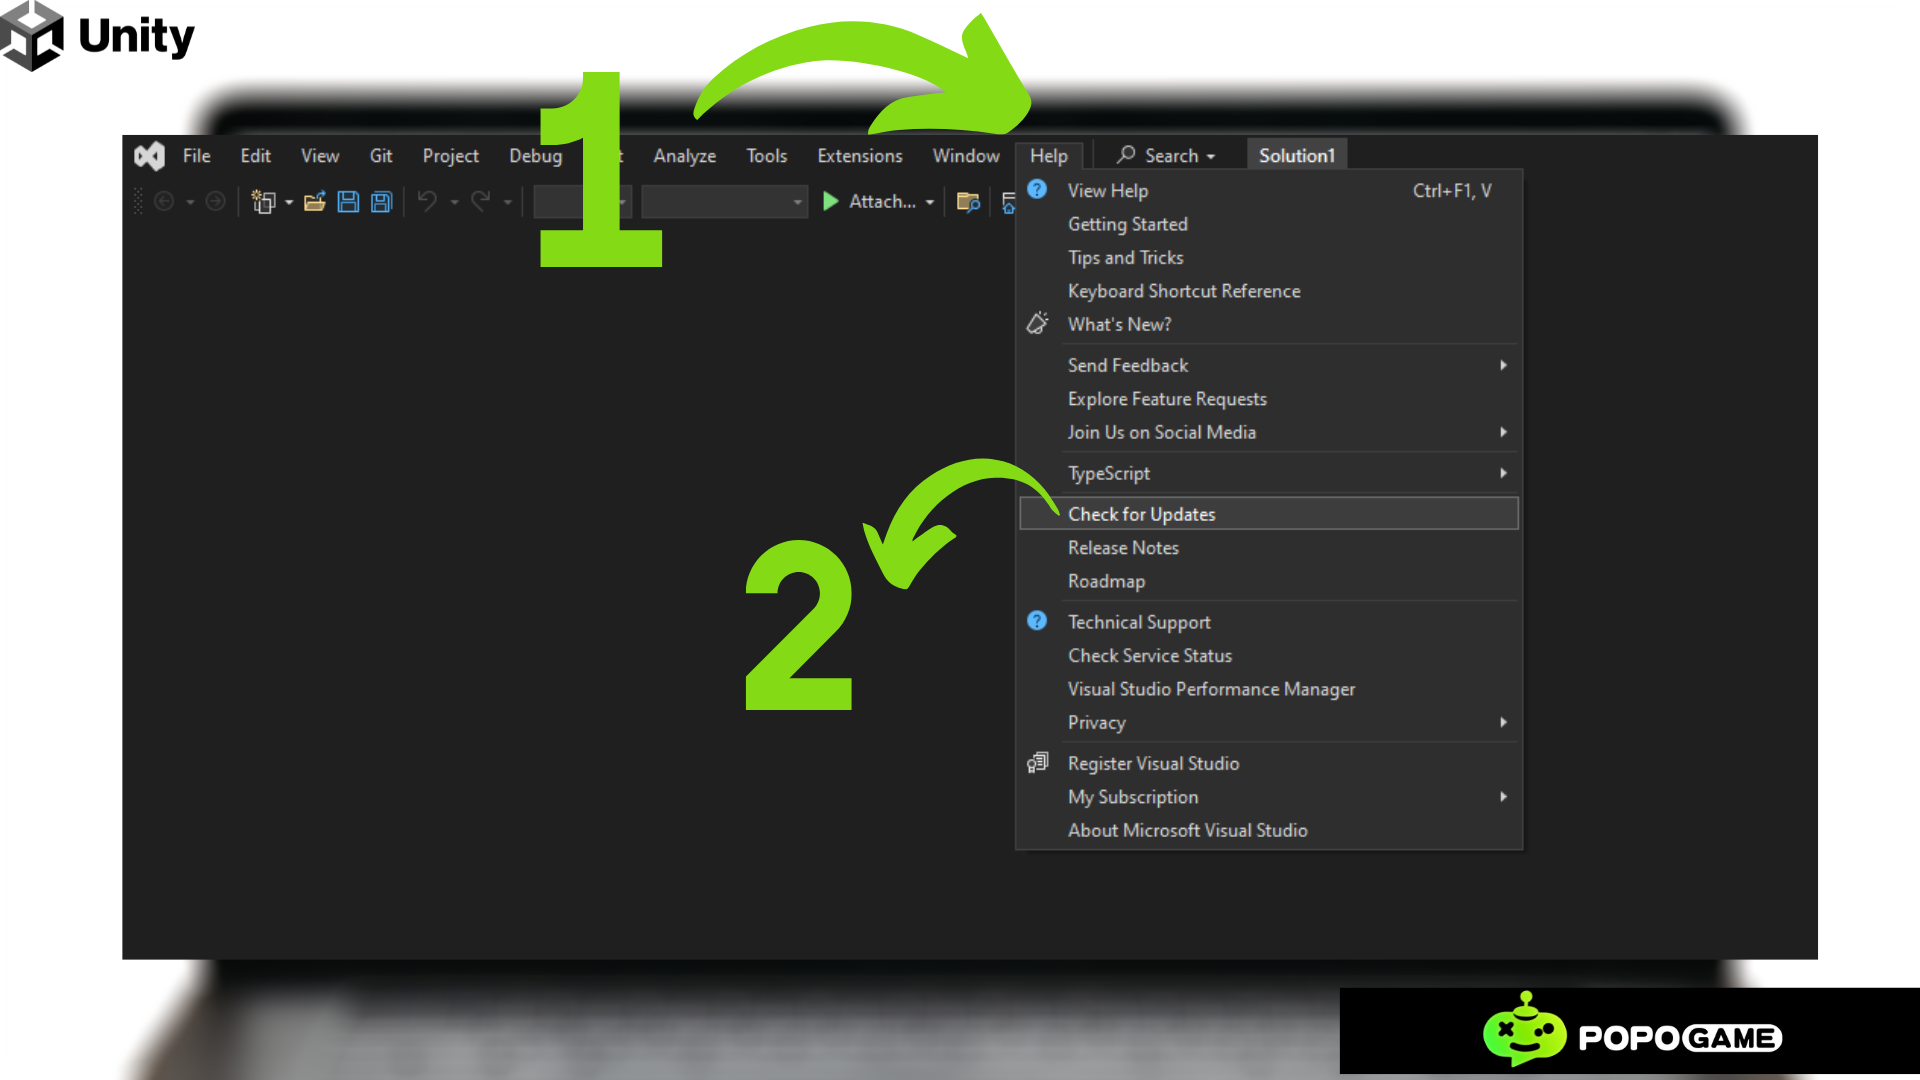 Unity
1
File Edit View Git Project Debug Analyze Tools Extensions Window Help Search Solution1
Attach...
View Help Ctrl+F1, V
Getting Started
Tips and Tricks
Keyboard Shortcut Reference
What's New?
Send Feedback
Explore Feature Requests
Join Us on Social Media
TypeScript
Check for Updates
2
Release Notes
Roadmap
Technical Support
Check Service Status
Visual Studio Performance Manager
Privacy
Register Visual Studio
My Subscription
About Microsoft Visual Studio
POPOGAME